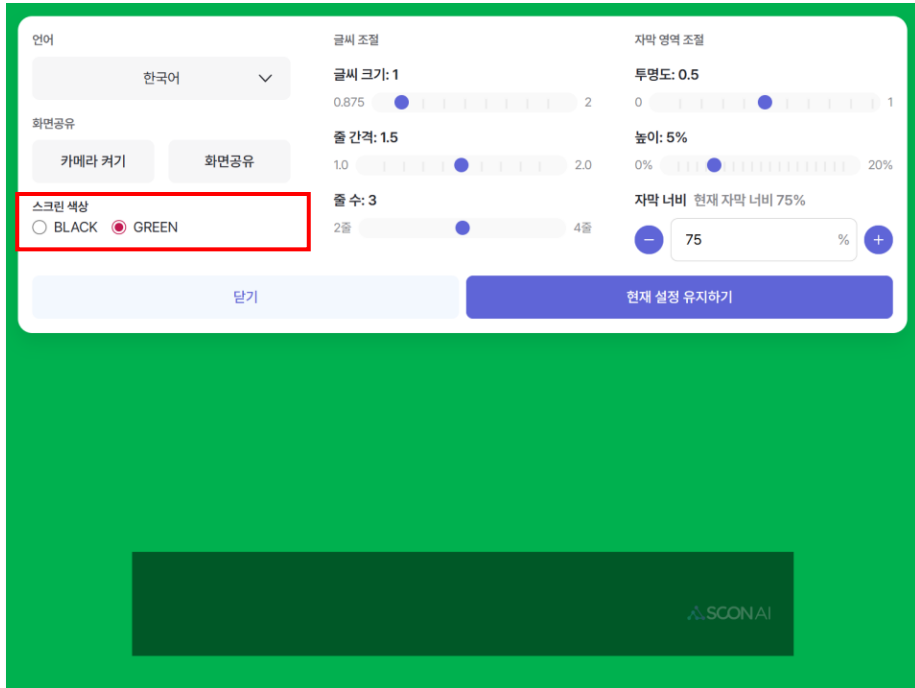 언어
한국어
화면공유
카메라 켜기
화면공유
스크린 색상
BLACK
GREEN
글씨 조절
글씨 크기: 1
0.875
2
줄 간격: 1.5
1.0
2.0
줄 수: 3
2줄
4줄
자막 영역 조절
투명도: 0.5
0
1
높이: 5%
0%
20%
자막 너비 현재 자막 너비 75%
−
75
%
+
닫기
현재 설정 유지하기
SCONAI